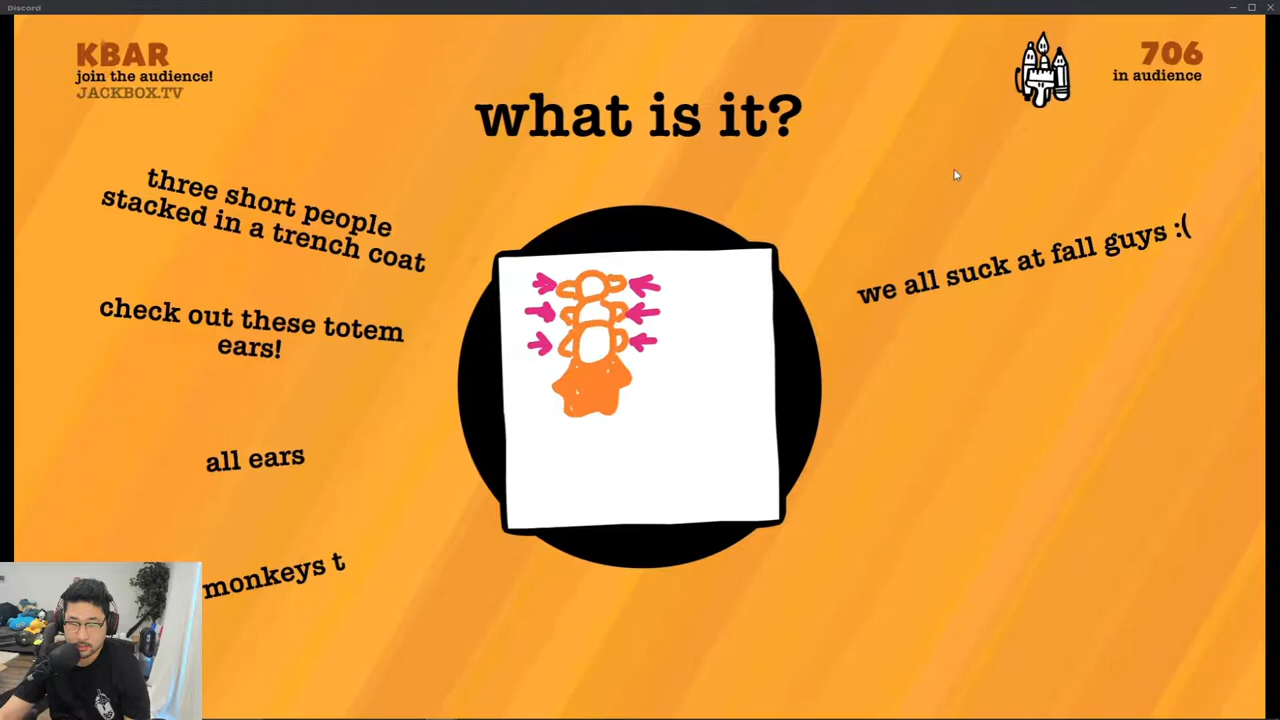 Discord
KBAR
join the audience!
JACKBOX.TV
706
in audience
what is it?
three short people
stacked in a trench coat
check out these totem
ears!
all ears
monkeys t
we all suck at fall guys :(